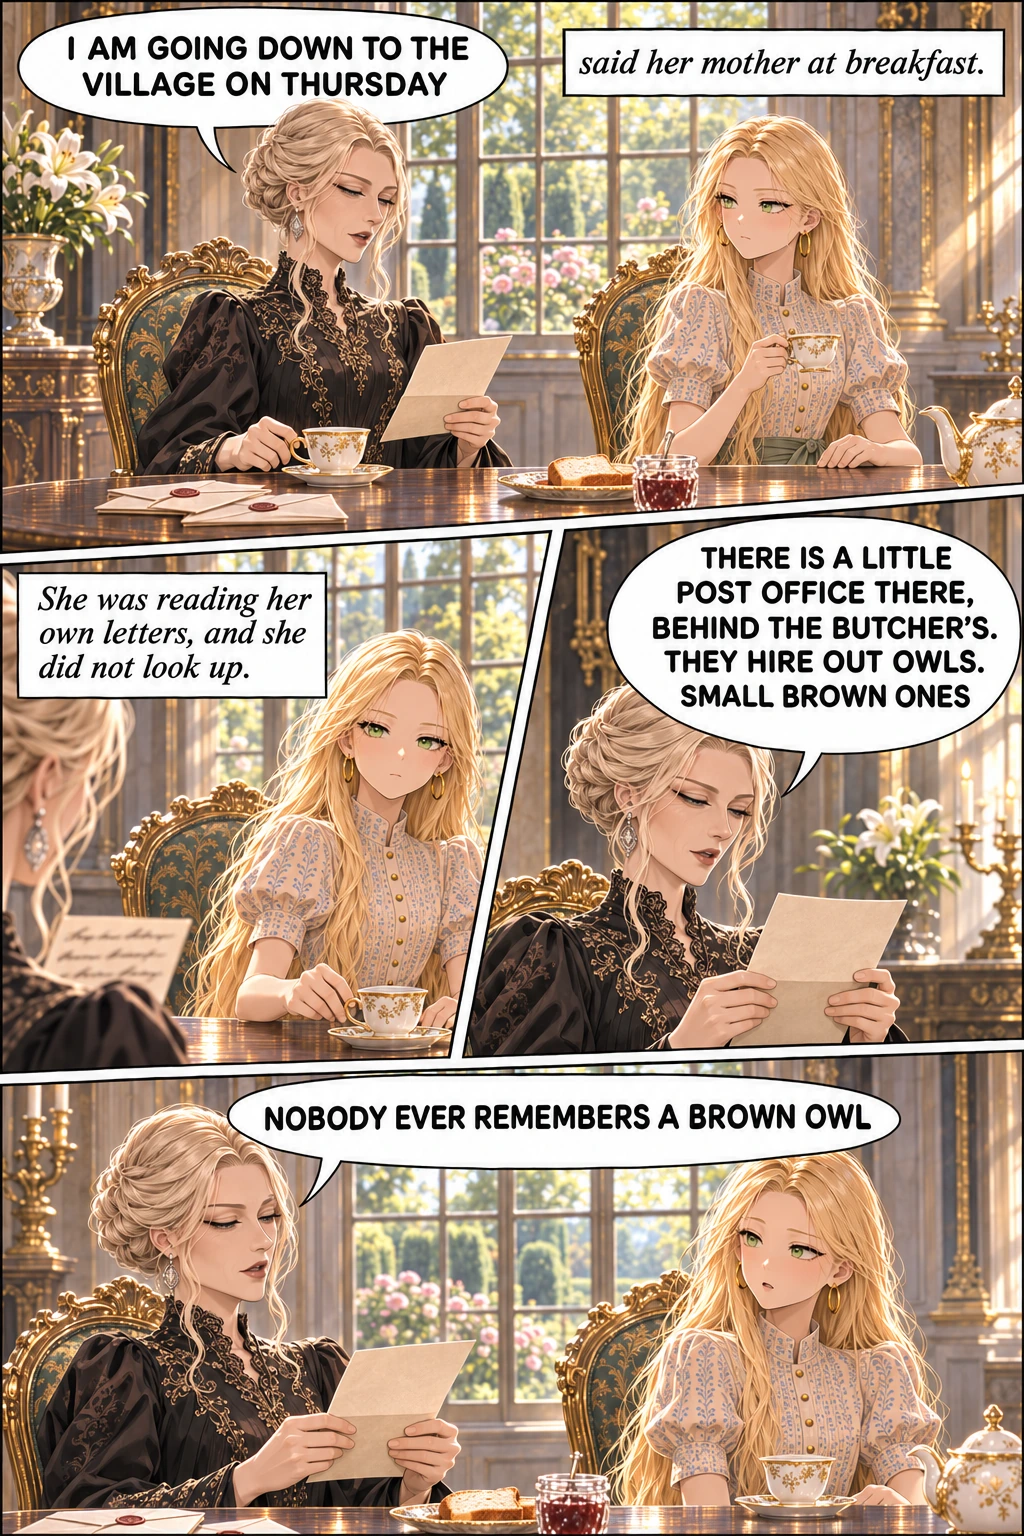 I AM GOING DOWN TO THE
VILLAGE ON THURSDAY
said her mother at breakfast.
She was reading her
own letters, and she
did not look up.
THERE IS A LITTLE
POST OFFICE THERE,
BEHIND THE BUTCHER'S.
THEY HIRE OUT OWLS.
SMALL BROWN ONES
NOBODY EVER REMEMBERS A BROWN OWL